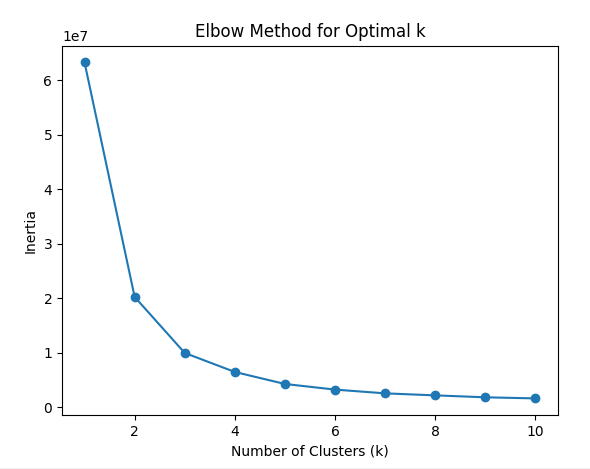 Elbow Method for Optimal k
1e7
6
5
4
3
2
1
0
Inertia
2 4 6 8 10
Number of Clusters (k)